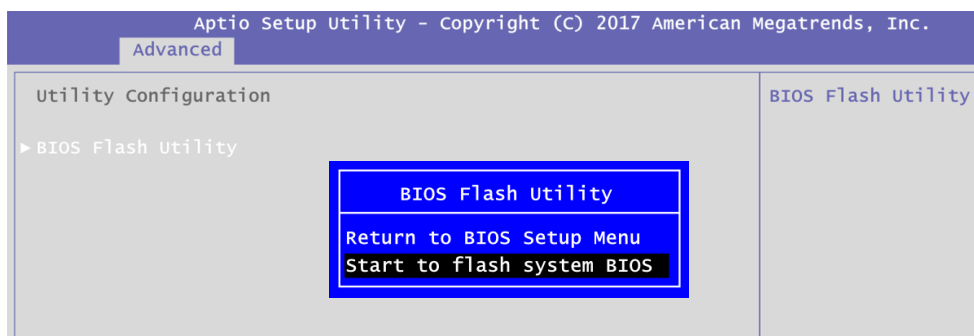 Aptio Setup Utility - Copyright (C) 2017 American Megatrends, Inc.
Advanced
Utility Configuration
BIOS Flash Utility
►BIOS Flash Utility
BIOS Flash Utility
Return to BIOS Setup Menu
Start to flash system BIOS